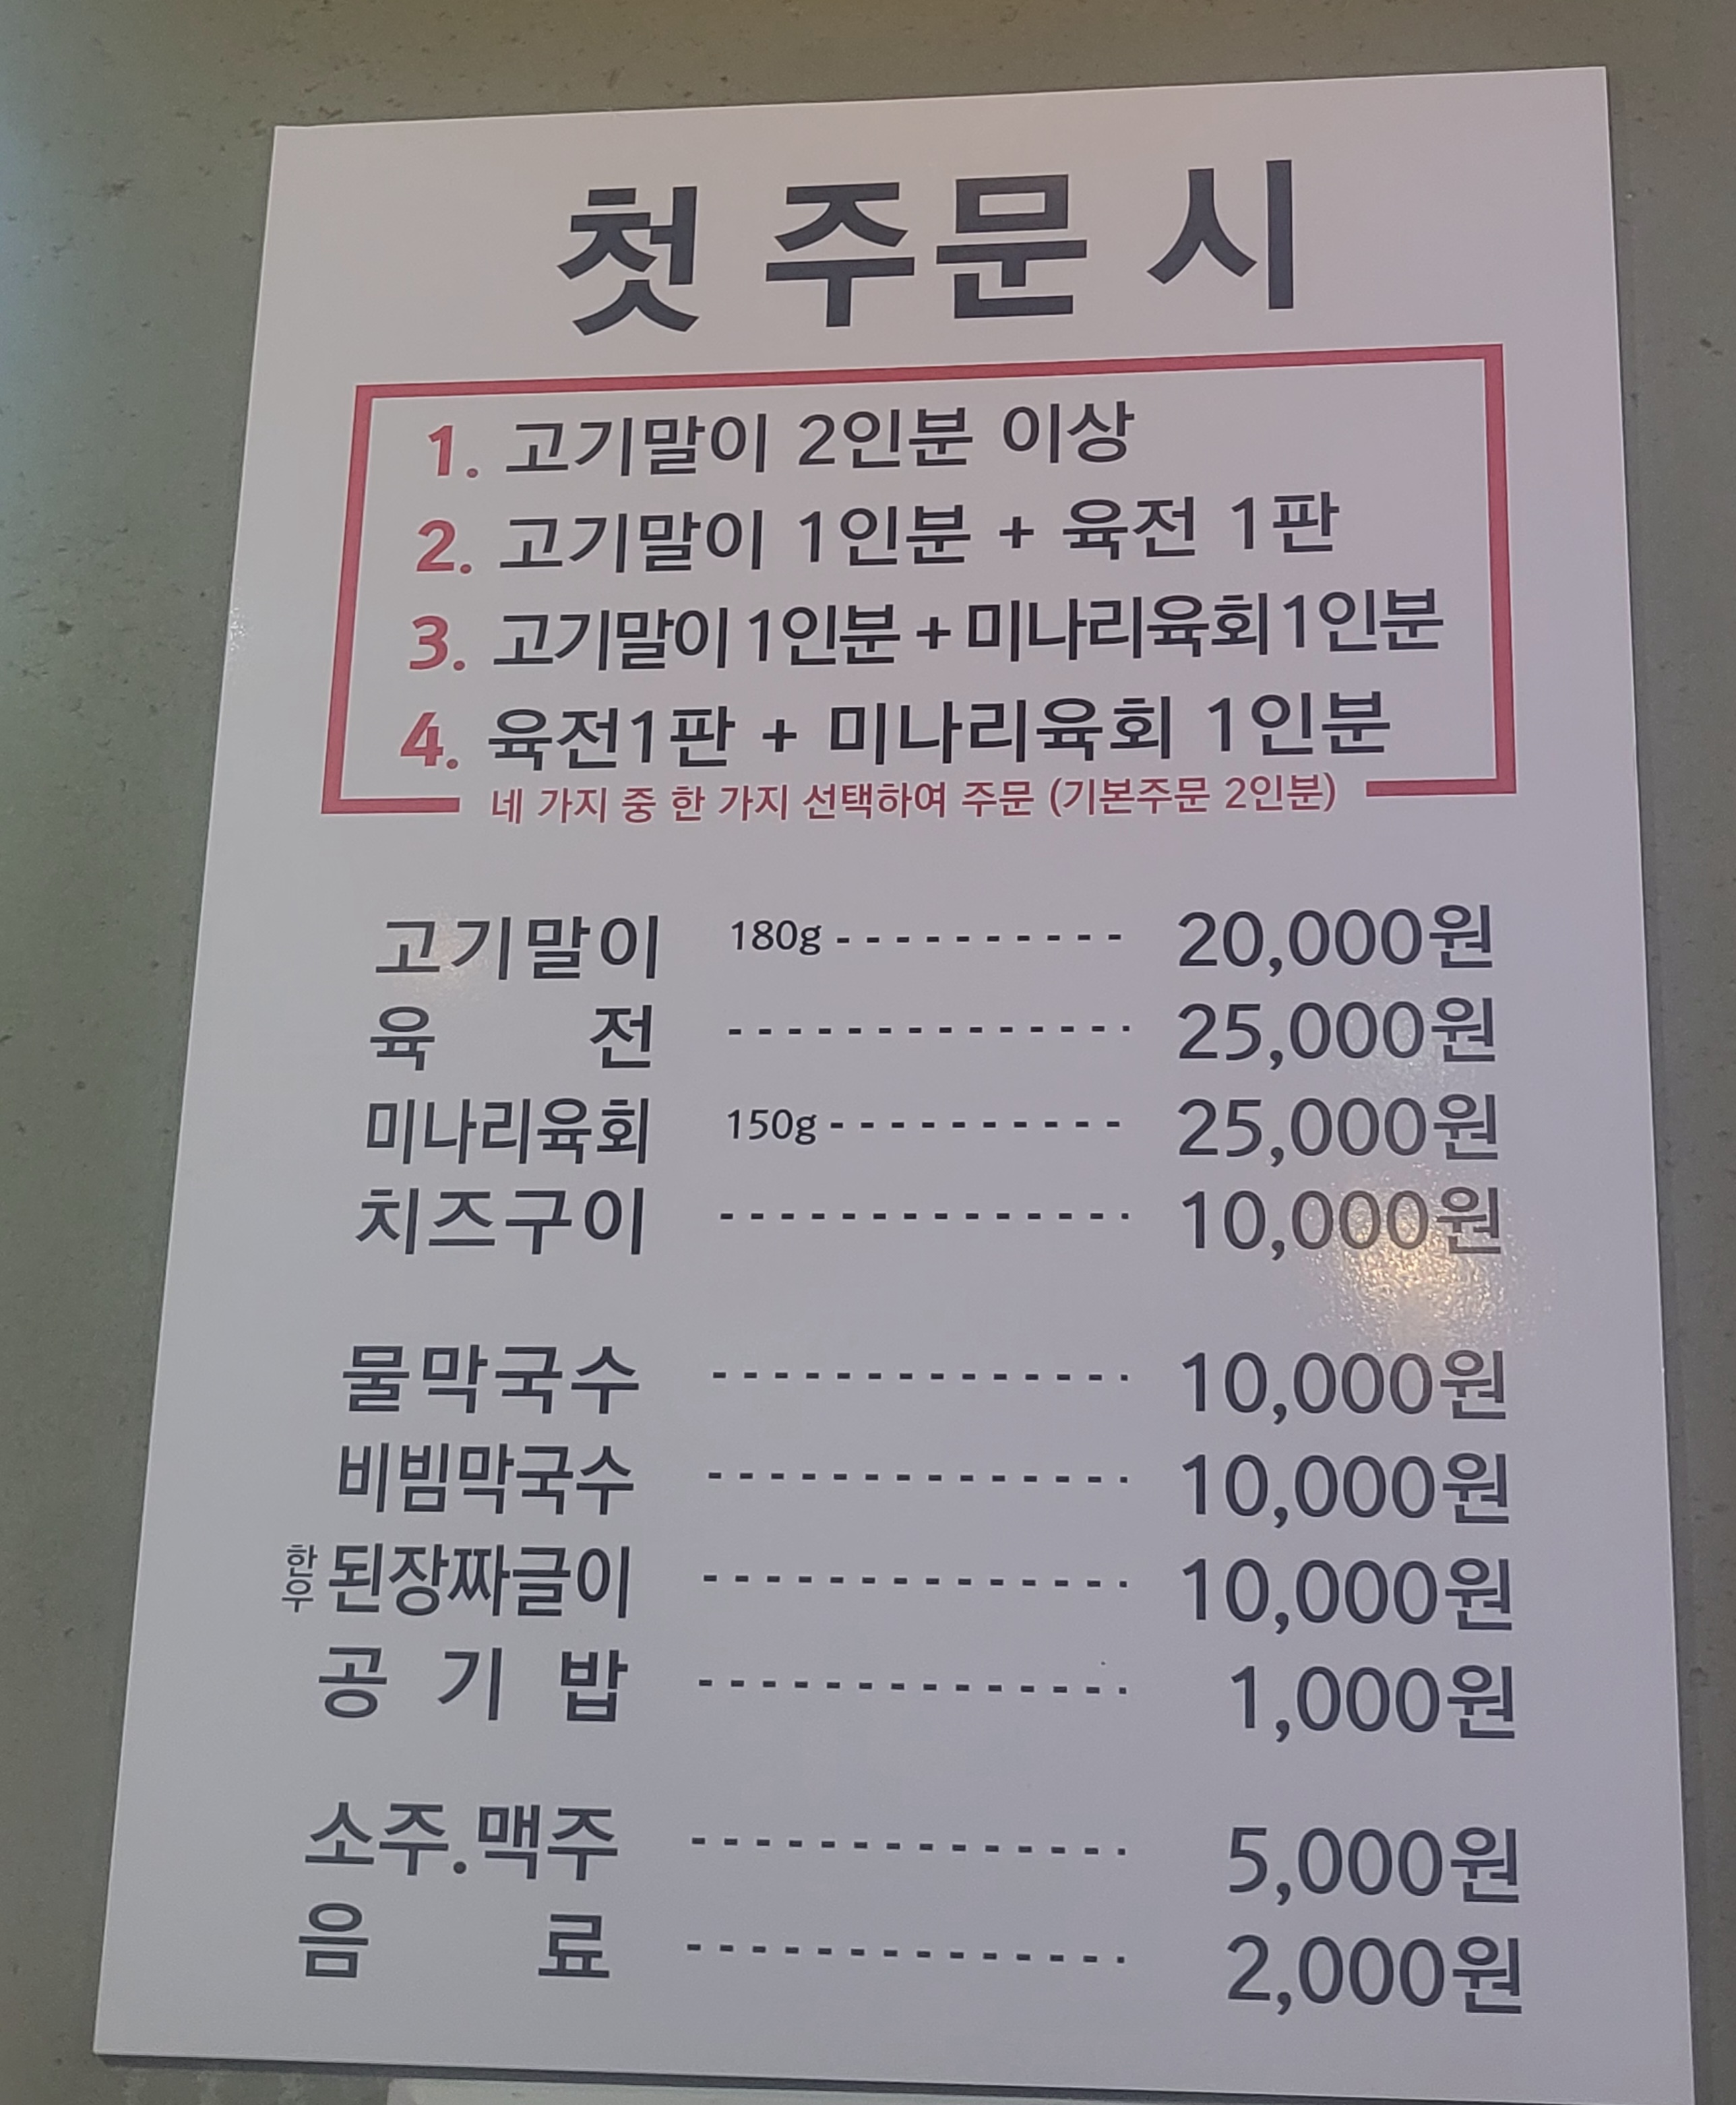 첫 주문 시
1. 고기말이 2인분 이상
2. 고기말이 1인분 + 육전 1판
3. 고기말이 1인분 + 미나리육회 1인분
4. 육전1판 + 미나리육회 1인분
네 가지 중 한 가지 선택하여 주문 (기본주문 2인분)
고기말이 180g ---------- 20,000원
육 전 -------------- 25,000원
미나리육회 150g ---------- 25,000원
치즈구이 -------------- 10,000원
물막국수 -------------- 10,000원
비빔막국수 -------------- 10,000원
한우 된장짜글이 -------------- 10,000원
공 기 밥 -------------- 1,000원
소주.맥주 -------------- 5,000원
음 료 -------------- 2,000원